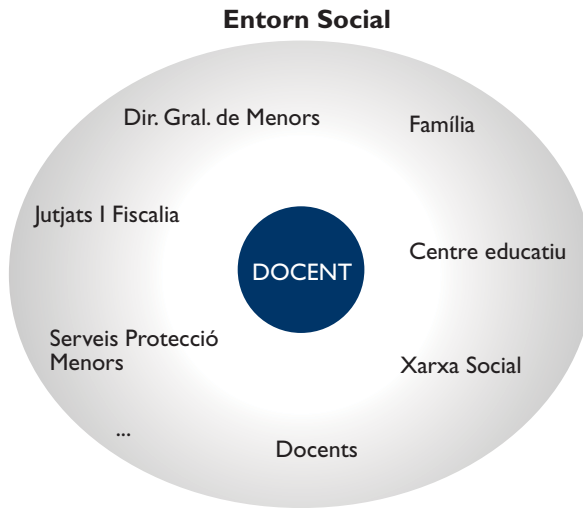 Entorn Social
Dir. Gral. de Menors
Família
Jutjats I Fiscalia
Centre educatiu
DOCENT
Serveis Protecció
Menors
Xarxa Social
...
Docents